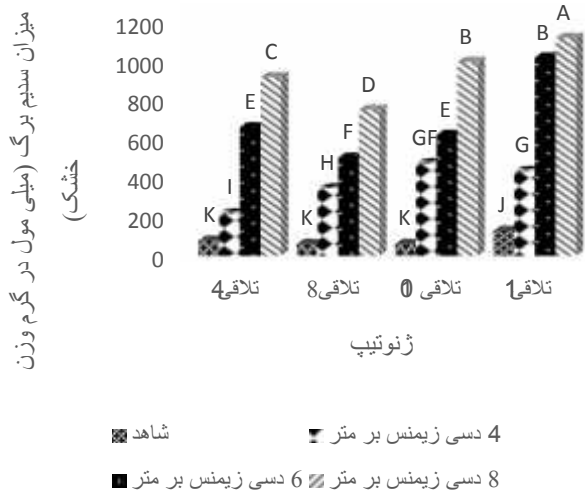 میزان سدیم برگ (میلی مول در گرم وزن
خشک)
1200
1000
800
600
400
200
0
K I E C
K H F D
K GF E B
J G B A
تلاقی4 تلاقی8 تلاقی 10 تلاقی1
ژنوتیپ
شاهد 4 دسی زیمنس بر متر
6 دسی زیمنس بر متر 8 دسی زیمنس بر متر